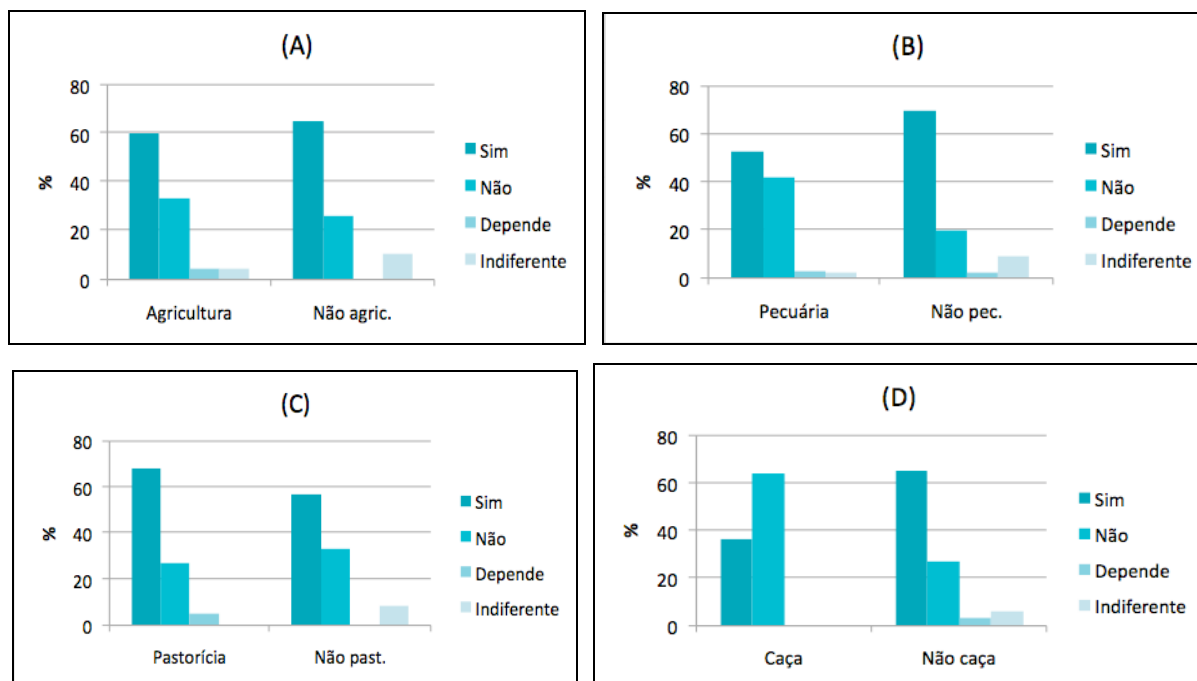 (A)
80
60
40
20
0
%
Agricultura
Não agric.
Sim
Não
Depende
Indiferente
(B)
80
60
40
20
0
%
Pecuária
Não pec.
Sim
Não
Depende
Indiferente
(C)
80
60
40
20
0
%
Pastorícia
Não past.
Sim
Não
Depende
Indiferente
(D)
80
60
40
20
0
%
Caça
Não caça
Sim
Não
Depende
Indiferente